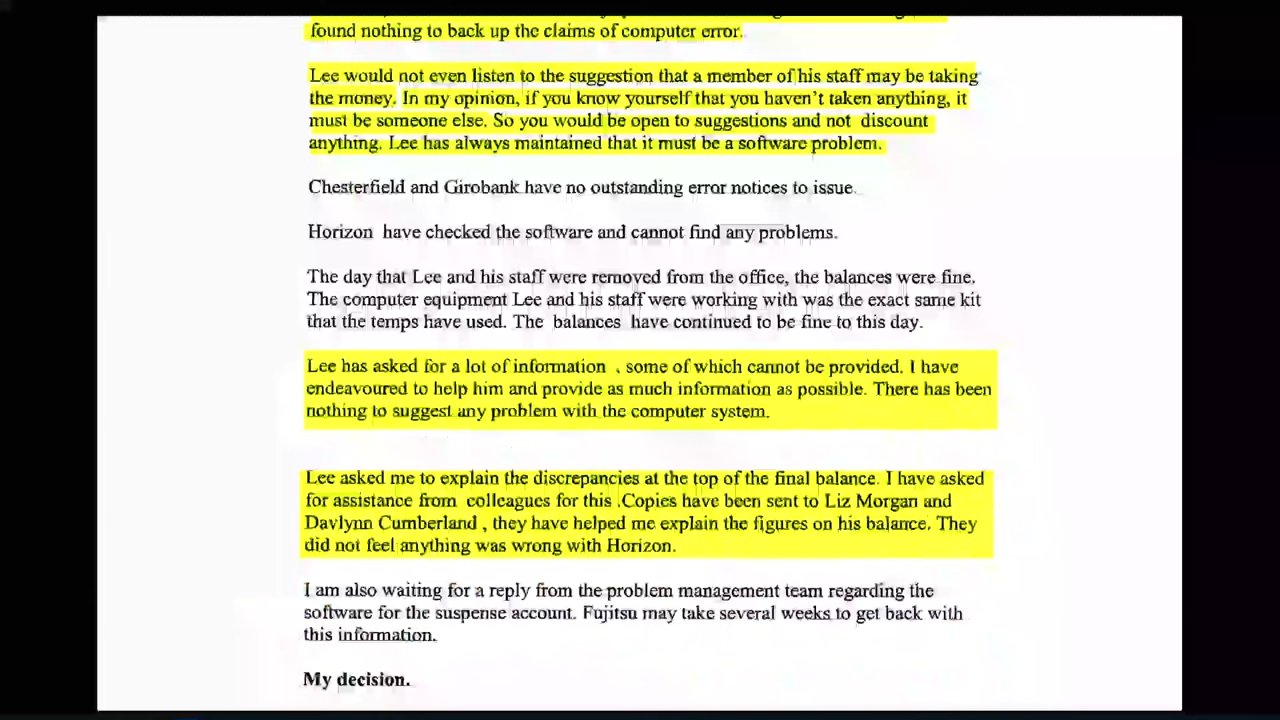 found nothing to back up the claims of computer error.
Lee would not even listen to the suggestion that a member of his staff may be taking
the money. In my opinion, if you know yourself that you haven't taken anything, it
must be someone else. So you would be open to suggestions and not discount
anything. Lee has always maintained that it must be a software problem.
Chesterfield and Girobank have no outstanding error notices to issue.
Horizon have checked the software and cannot find any problems.
The day that Lee and his staff were removed from the office, the balances were fine.
The computer equipment Lee and his staff were working with was the exact same kit
that the temps have used. The balances have continued to be fine to this day.
Lee has asked for a lot of information , some of which cannot be provided. I have
endeavoured to help him and provide as much information as possible. There has been
nothing to suggest any problem with the computer system.
Lee asked me to explain the discrepancies at the top of the final balance. I have asked
for assistance from colleagues for this .Copies have been sent to Liz Morgan and
Davlynn Cumberland , they have helped me explain the figures on his balance. They
did not feel anything was wrong with Horizon.
I am also waiting for a reply from the problem management team regarding the
software for the suspense account. Fujitsu may take several weeks to get back with
this information.
My decision.